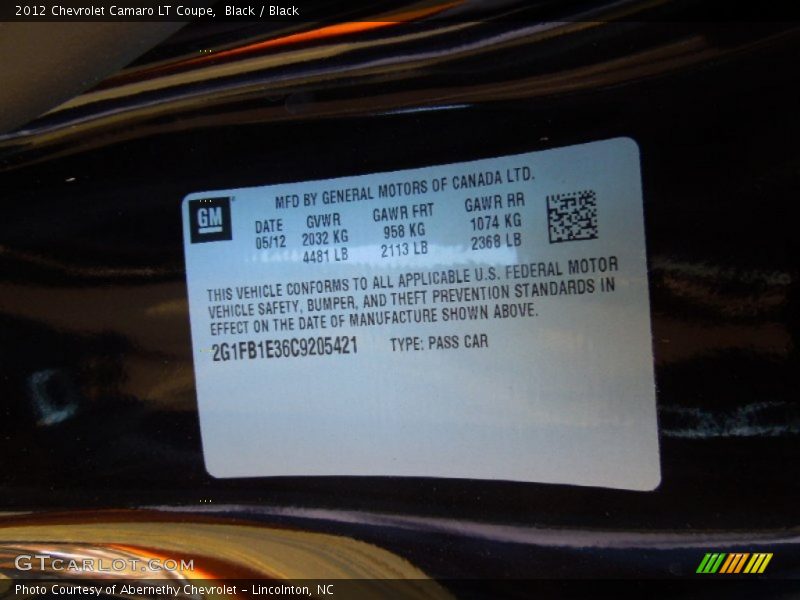 2012 Chevrolet Camaro LT Coupe, Black / Black
GM
MFD BY GENERAL MOTORS OF CANADA LTD.
DATE GVWR GAWR FRT GAWR RR
05/12 2032 KG 958 KG 1074 KG
4481 LB 2113 LB 2368 LB
THIS VEHICLE CONFORMS TO ALL APPLICABLE U.S. FEDERAL MOTOR
VEHICLE SAFETY, BUMPER, AND THEFT PREVENTION STANDARDS IN
EFFECT ON THE DATE OF MANUFACTURE SHOWN ABOVE.
2G1FB1E36C9205421 TYPE: PASS CAR
GTCARLOT.COM
Photo Courtesy of Abernethy Chevrolet - Lincolnton, NC